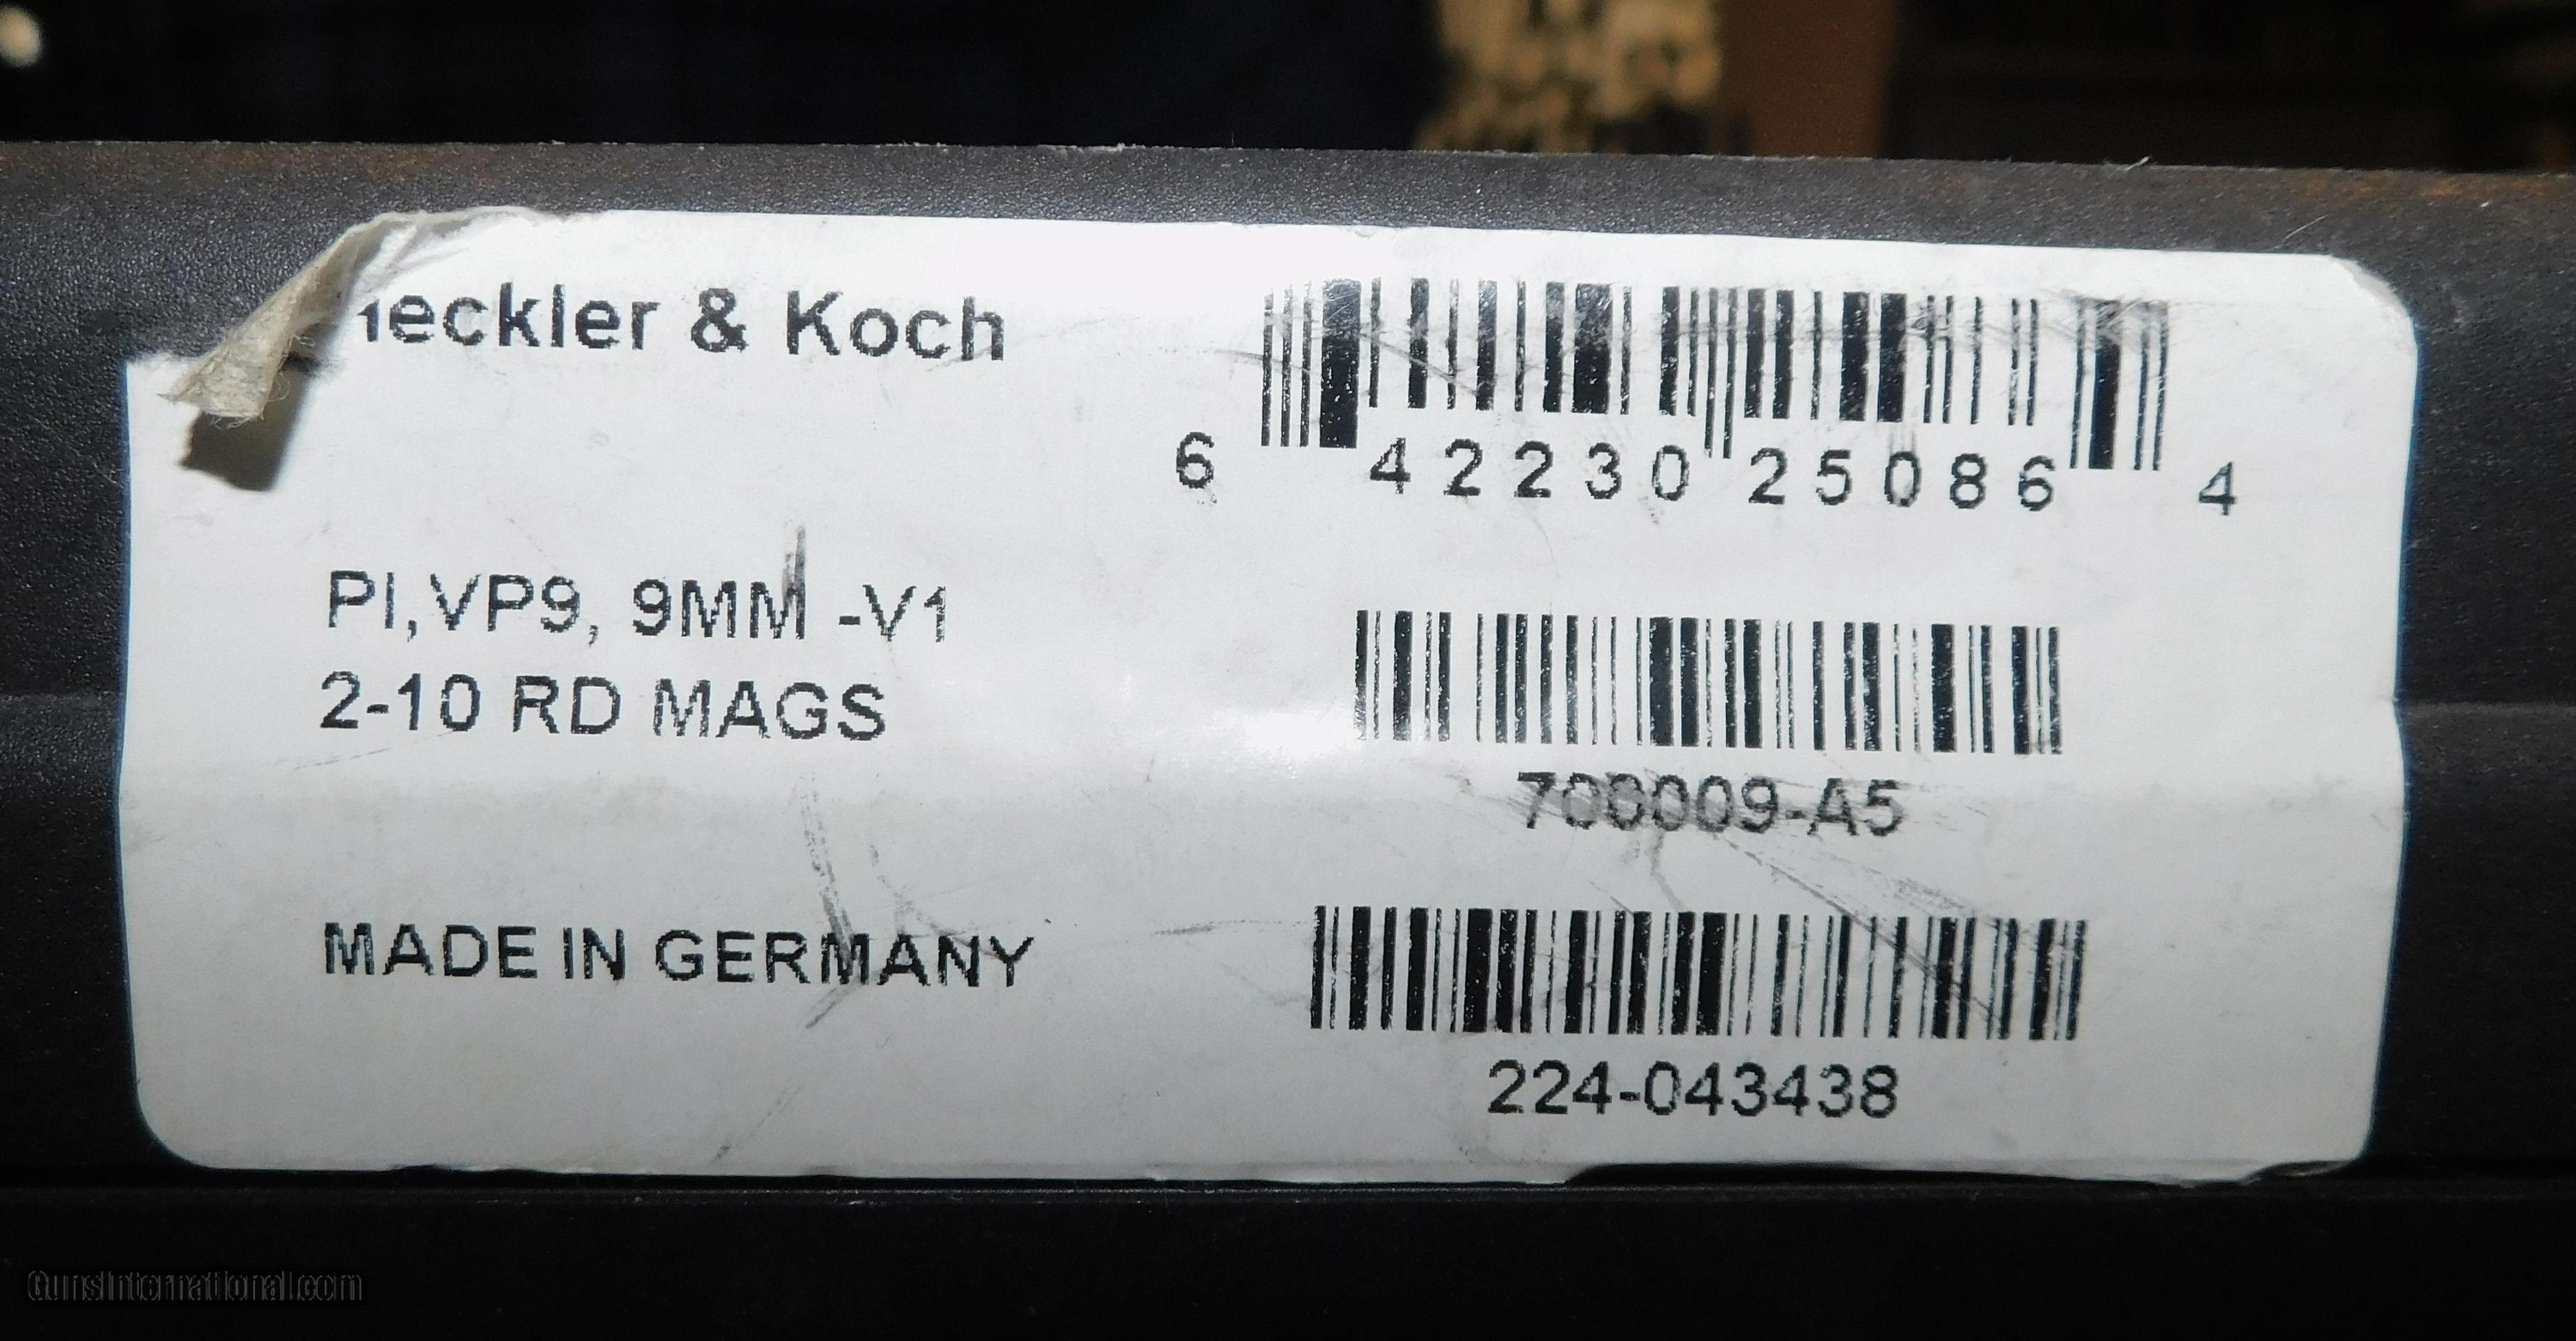 Heckler & Koch
6 42230 25086 4
PI,VP9, 9MM -V1
2-10 RD MAGS
700009-A5
MADE IN GERMANY
224-043438
GunsInternational.com